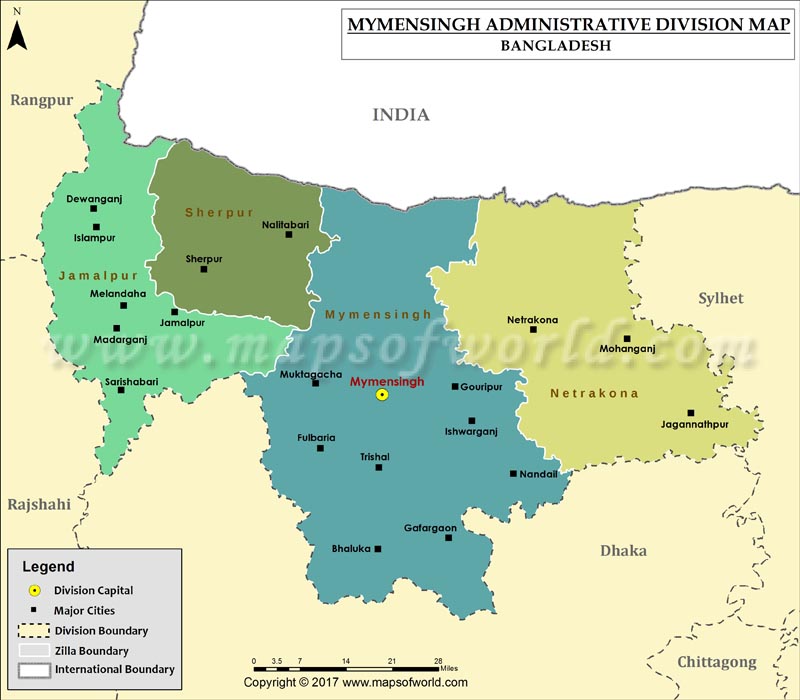 N
MYMENSINGH ADMINISTRATIVE DIVISION MAP
BANGLADESH
Rangpur
INDIA
Dewanganj
Islampur
Sherpur
Nalitabari
Sherpur
Jamalpur
Melandaha
Jamalpur
Madarganj
Sarishabari
Mymensingh
Netrakona
Mohanganj
Sylhet
www.mapsofworld.com
Muktagacha
Mymensingh
Gouripur
Netrakona
Ishwarganj
Jagannathpur
Fulbaria
Trishal
Nandail
Rajshahi
Gafargaon
Bhaluka
Dhaka
Chittagong
Legend
Division Capital
Major Cities
Division Boundary
Zilla Boundary
International Boundary
0 3.5 7 14 21 28
Miles
Copyright © 2017 www.mapsofworld.com